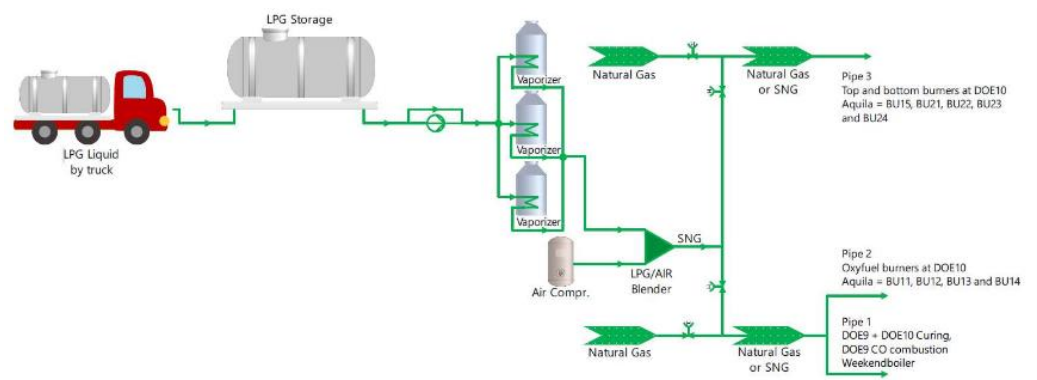 LPG Storage
LPG Liquid
by truck
Vaporizer
Vaporizer
Vaporizer
Air Compr.
LPG/AIR
Blender
SNG
Natural Gas
Natural Gas
or SNG
Pipe 3
Top and bottom burners at DOE10
Aquila = BU15, BU21, BU22, BU23
and BU24
Pipe 2
Oxyfuel burners at DOE10
Aquila = BU11, BU12, BU13 and BU14
Natural Gas
Natural Gas
or SNG
Pipe 1
DOE9 + DOE10 Curing,
DOE9 CO combustion
Weekendboiler